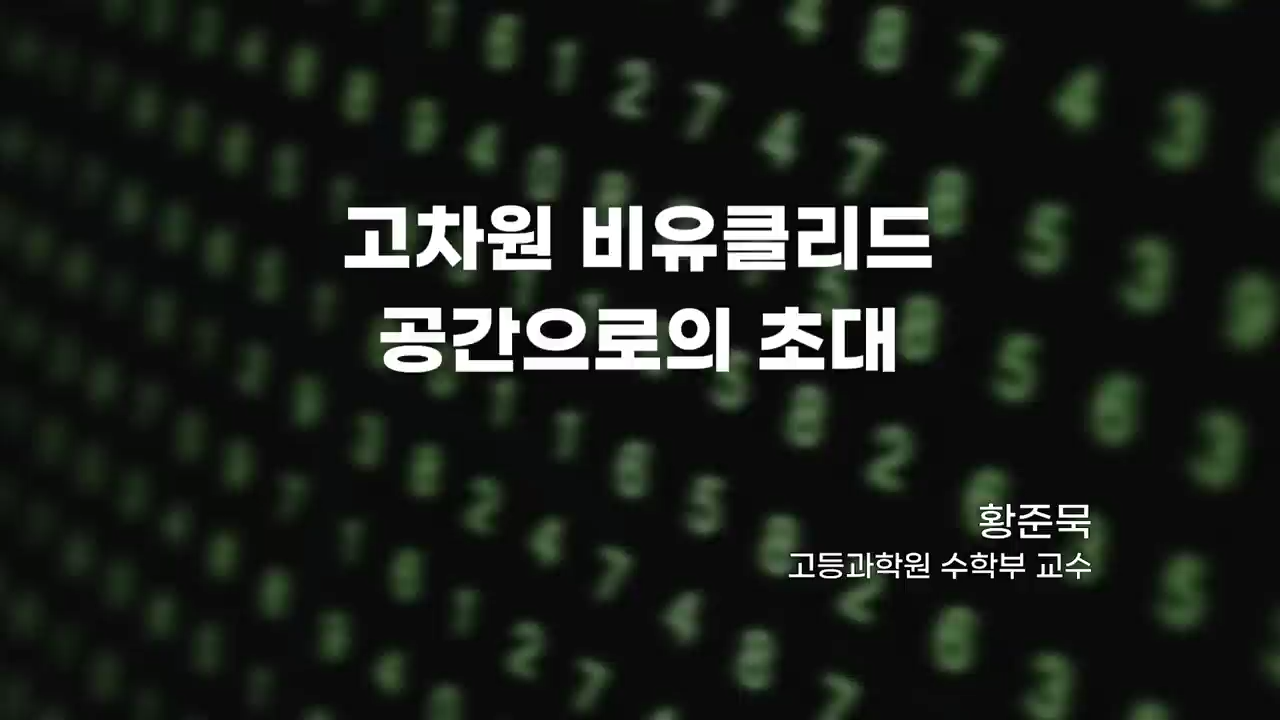 고차원 비유클리드
공간으로의 초대
황준묵
고등과학원 수학부 교수